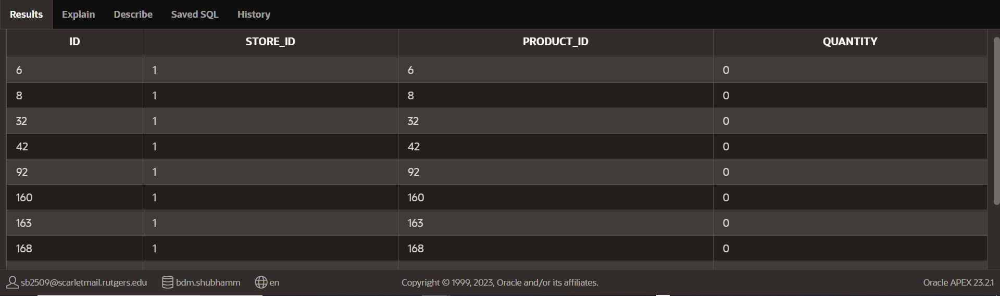 Results Explain Describe Saved SQL History
ID STORE_ID PRODUCT_ID QUANTITY
6 1 6 0
8 1 8 0
32 1 32 0
42 1 42 0
92 1 92 0
160 1 160 0
163 1 163 0
168 1 168 0
sb2509@scarletmail.rutgers.edu bdm.shubhamm en Copyright © 1999, 2023, Oracle and/or its affiliates. Oracle APEX 23.2.1